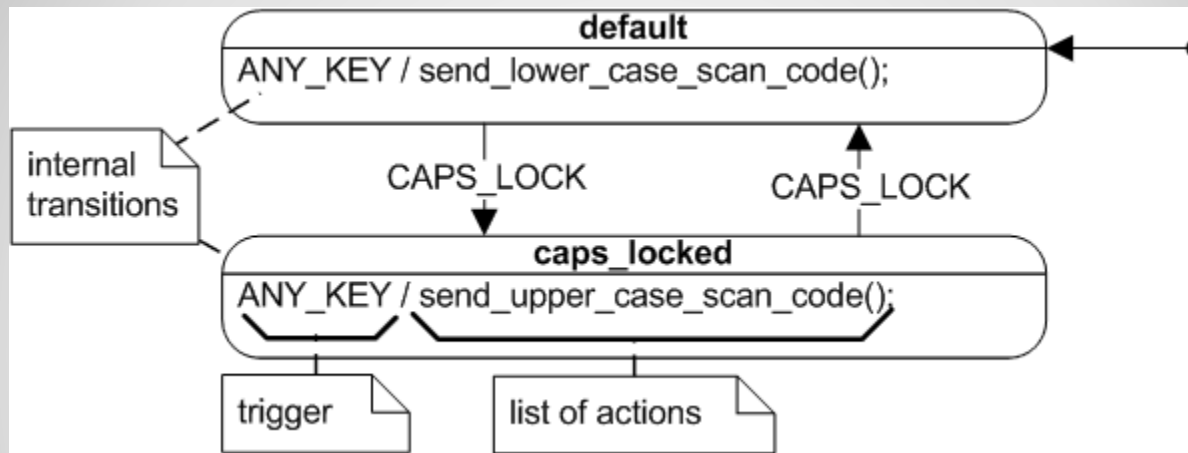 default
ANY_KEY / send_lower_case_scan_code();
internal
transitions
CAPS_LOCK
CAPS_LOCK
caps_locked
ANY_KEY / send_upper_case_scan_code();
trigger
list of actions